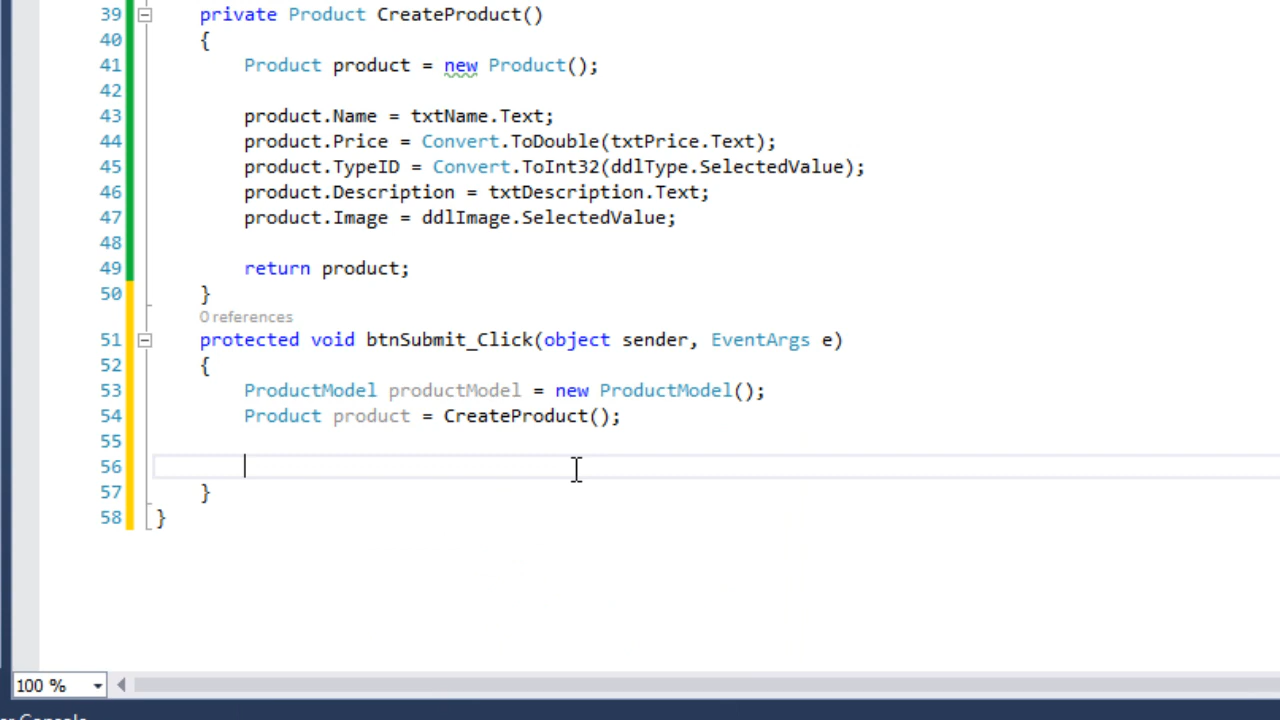 39 private Product CreateProduct()
40 {
41 Product product = new Product();
42
43 product.Name = txtName.Text;
44 product.Price = Convert.ToDouble(txtPrice.Text);
45 product.TypeID = Convert.ToInt32(ddlType.SelectedValue);
46 product.Description = txtDescription.Text;
47 product.Image = ddlImage.SelectedValue;
48
49 return product;
50 }
0 references
51 protected void btnSubmit_Click(object sender, EventArgs e)
52 {
53 ProductModel productModel = new ProductModel();
54 Product product = CreateProduct();
55
56
57 }
58 }
100 %